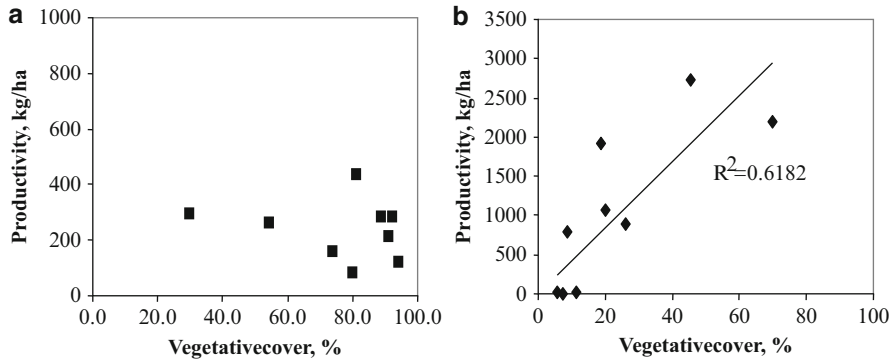 a
1000
800
600
400
200
0
Productivity, kg/ha
0.0 20.0 40.0 60.0 80.0 100.0
Vegetativecover, %
b
3500
3000
2500
2000
1500
1000
500
0
Productivity, kg/ha
R2=0.6182
0 20 40 60 80 100
Vegetativecover, %